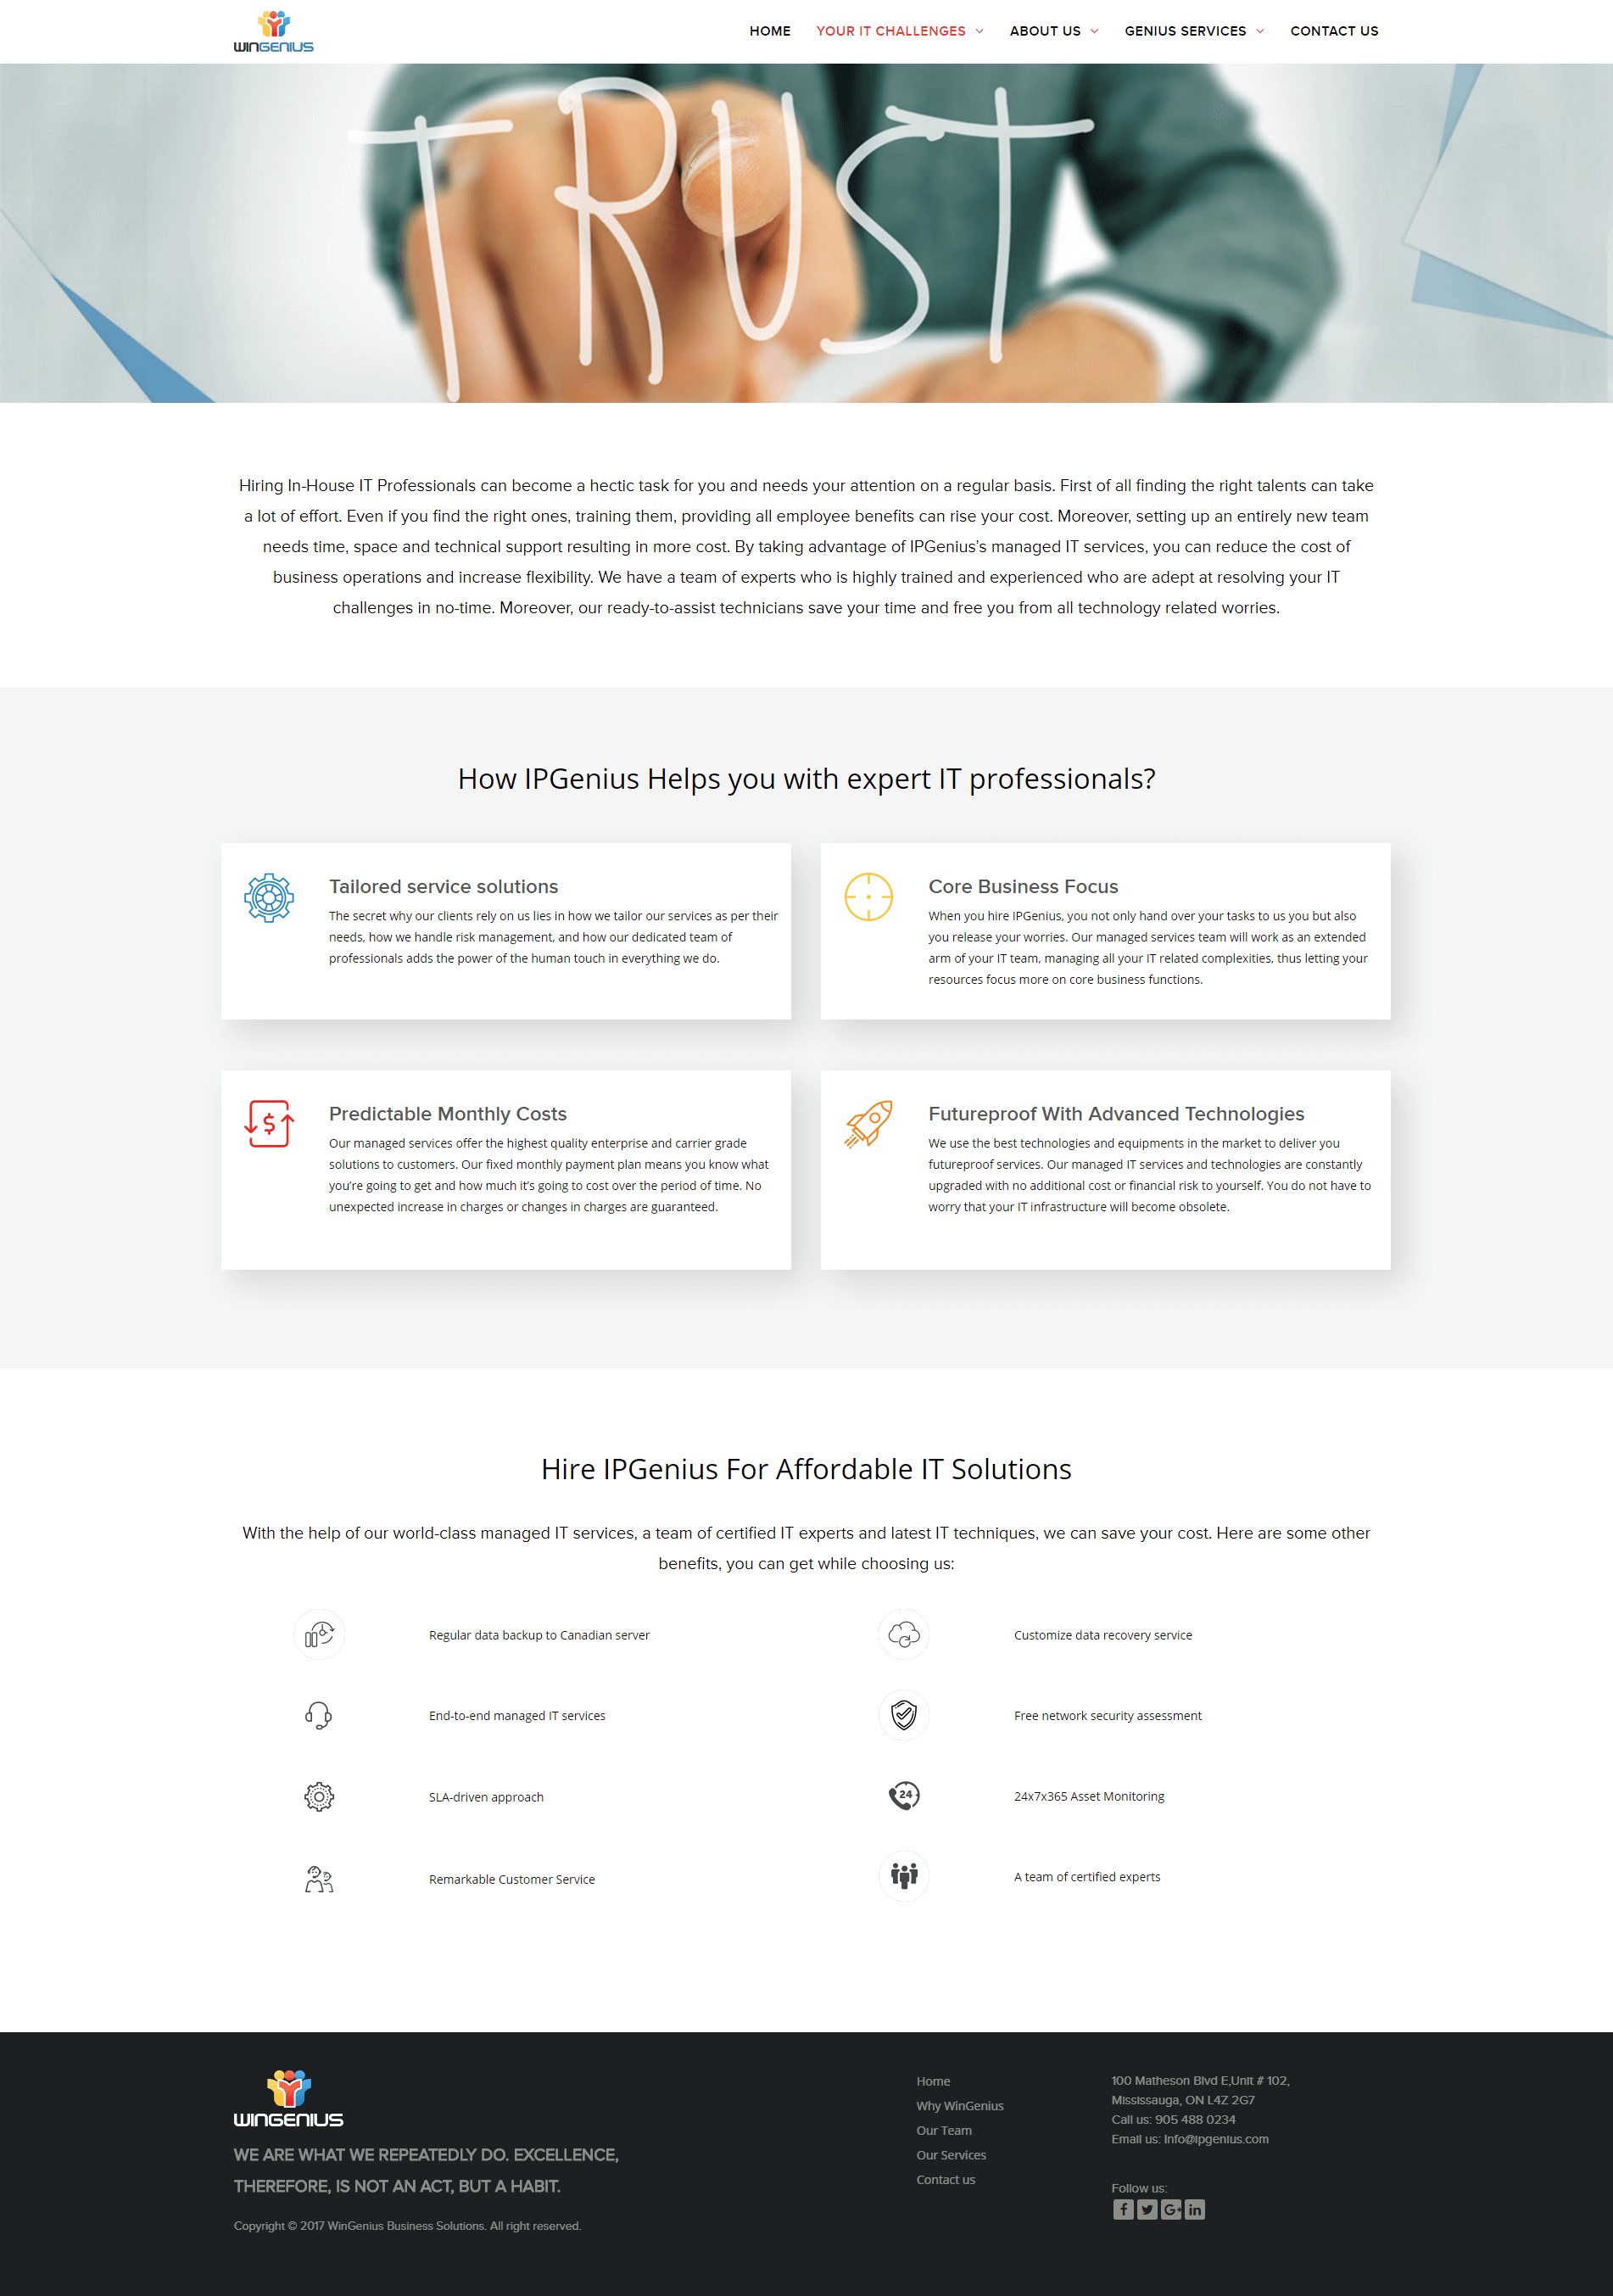 WINGENIUS
HOME YOUR IT CHALLENGES ABOUT US GENIUS SERVICES CONTACT US
TRUST
Hiring In-House IT Professionals can become a hectic task for you and needs your attention on a regular basis. First of all finding the right talents can take
a lot of effort. Even if you find the right ones, training them, providing all employee benefits can rise your cost. Moreover, setting up an entirely new team
needs time, space and technical support resulting in more cost. By taking advantage of IPGenius’s managed IT services, you can reduce the cost of
business operations and increase flexibility. We have a team of experts who is highly trained and experienced who are adept at resolving your IT
challenges in no-time. Moreover, our ready-to-assist technicians save your time and free you from all technology related worries.
How IPGenius Helps you with expert IT professionals?
Tailored service solutions
The secret why our clients rely on us lies in how we tailor our services as per their
needs, how we handle risk management, and how our dedicated team of
professionals adds the power of the human touch in everything we do.
Core Business Focus
When you hire IPGenius, you not only hand over your tasks to us you but also
you release your worries. Our managed services team will work as an extended
arm of your IT team, managing all your IT related complexities, thus letting your
resources focus more on core business functions.
Predictable Monthly Costs
Our managed services offer the highest quality enterprise and carrier grade
solutions to customers. Our fixed monthly payment plan means you know what
you’re going to get and how much it’s going to cost over the period of time. No
unexpected increase in charges or changes in charges are guaranteed.
Futureproof With Advanced Technologies
We use the best technologies and equipments in the market to deliver you
futureproof services. Our managed IT services and technologies are constantly
upgraded with no additional cost or financial risk to yourself. You do not have to
worry that your IT infrastructure will become obsolete.
Hire IPGenius For Affordable IT Solutions
With the help of our world-class managed IT services, a team of certified IT experts and latest IT techniques, we can save your cost. Here are some other
benefits, you can get while choosing us:
Regular data backup to Canadian server
Customize data recovery service
End-to-end managed IT services
Free network security assessment
SLA-driven approach
24
24x7x365 Asset Monitoring
Remarkable Customer Service
A team of certified experts
WINGENIUS
WE ARE WHAT WE REPEATEDLY DO. EXCELLENCE,
THEREFORE, IS NOT AN ACT, BUT A HABIT.
Copyright © 2017 WinGenius Business Solutions. All right reserved.
Home
Why WinGenius
Our Team
Our Services
Contact us
100 Matheson Blvd E,Unit # 102,
Mississauga, ON L4Z 2G7
Call us: 905 488 0234
Email us: Info@ipgenius.com
Follow us: